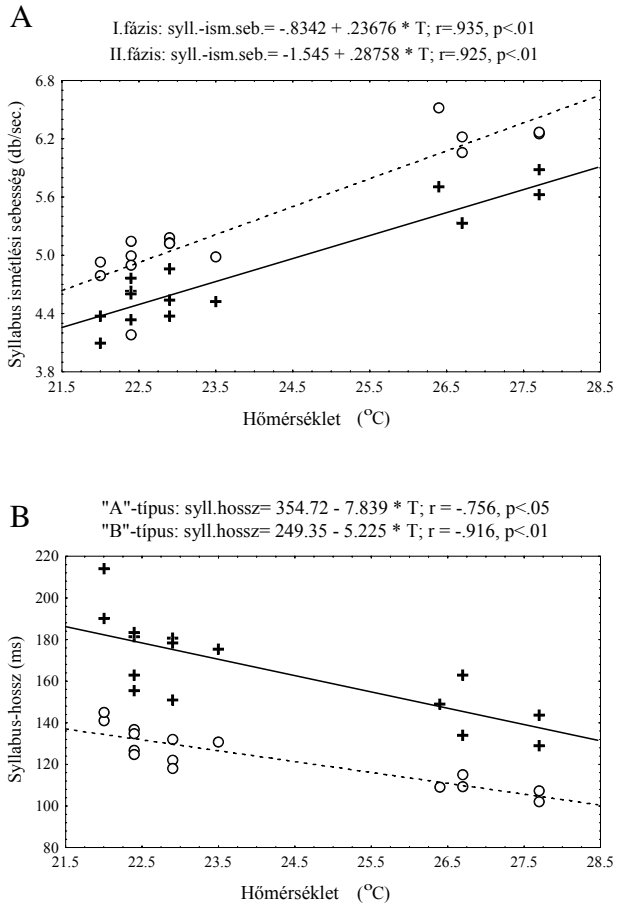 A
I.fázis: syll.-ism.seb.= -.8342 + .23676 * T; r=.935, p<.01
II.fázis: syll.-ism.seb.= -1.545 + .28758 * T; r=.925, p<.01
Syllabus ismétlési sebesség (db/sec.)
6.8
6.2
5.6
5.0
4.4
3.8
21.5 22.5 23.5 24.5 25.5 26.5 27.5 28.5
Hőmérséklet (°C)
B
"A"-típus: syll.hossz= 354.72 - 7.839 * T; r = -.756, p<.05
"B"-típus: syll.hossz= 249.35 - 5.225 * T; r = -.916, p<.01
Syllabus-hossz (ms)
220
200
180
160
140
120
100
80
21.5 22.5 23.5 24.5 25.5 26.5 27.5 28.5
Hőmérséklet (°C)